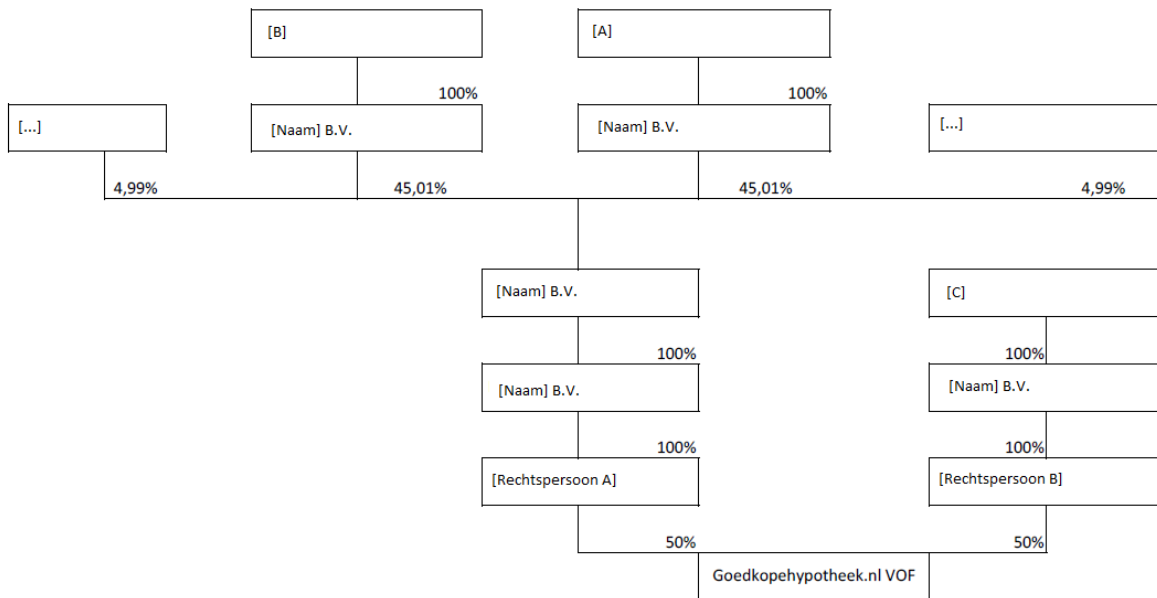 [B]
[A]
100%
100%
[...]
[Naam] B.V.
[Naam] B.V.
[...]
4,99%
45,01%
45,01%
4,99%
[Naam] B.V.
[C]
100%
100%
[Naam] B.V.
[Naam] B.V.
100%
100%
[Rechtspersoon A]
[Rechtspersoon B]
50%
50%
Goedkopehypotheek.nl VOF